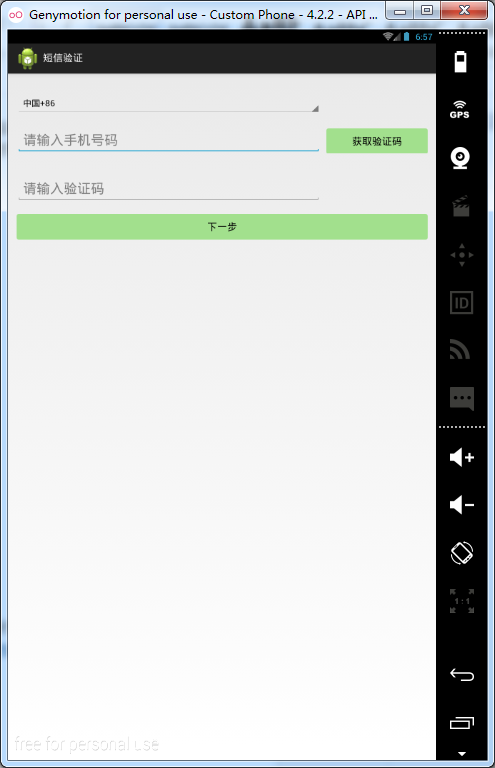 Genymotion for personal use - Custom Phone - 4.2.2 - API ...
6:57
短信验证
GPS
中国+86
请输入手机号码
获取验证码
请输入验证码
下一步
ID
1:1
free for personal use